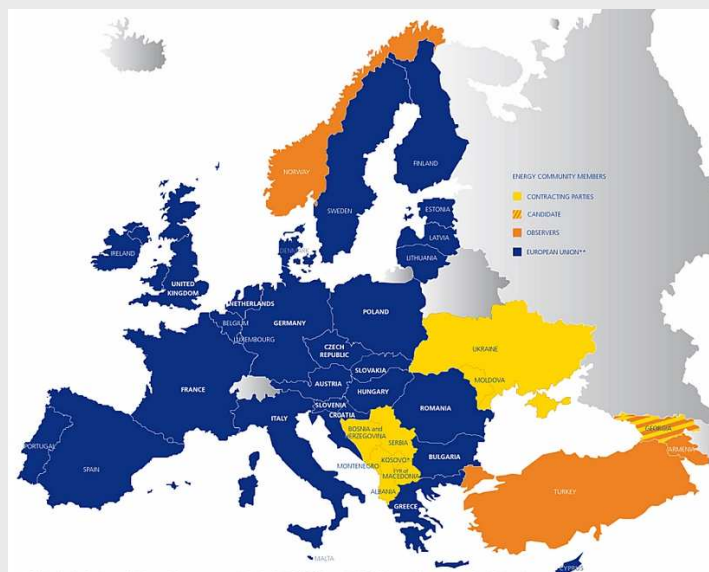 NORWAY
FINLAND
SWEDEN
ENERGY COMMUNITY MEMBERS
CONTRACTING PARTIES
CANDIDATE
OBSERVERS
EUROPEAN UNION**
ESTONIA
LATVIA
DENMARK
LITHUANIA
IRELAND
UNITED
KINGDOM
NETHERLANDS
BELGIUM
GERMANY
POLAND
LUXEMBOURG
CZECH
REPUBLIC
UKRAINE
SLOVAKIA
MOLDOVA
AUSTRIA
HUNGARY
FRANCE
SLOVENIA
ROMANIA
CROATIA
ITALY
BOSNIA and
HERZEGOVINA
SERBIA
GEORGIA
PORTUGAL
SPAIN
MONTENEGRO
KOSOVO*
BULGARIA
ARMENIA
FYR of
MACEDONIA
ALBANIA
TURKEY
GREECE
MALTA
CYPRUS